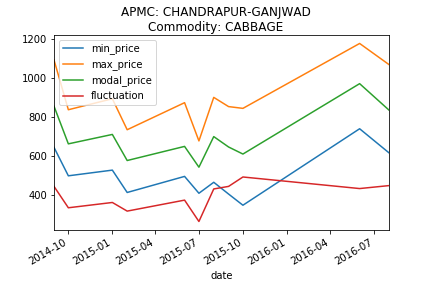 APMC: CHANDRAPUR-GANJWAD
Commodity: CABBAGE
1200
1000
800
600
400
min_price
max_price
modal_price
fluctuation
2014-10
2015-01
2015-04
2015-07
2015-10
2016-01
2016-04
2016-07
date